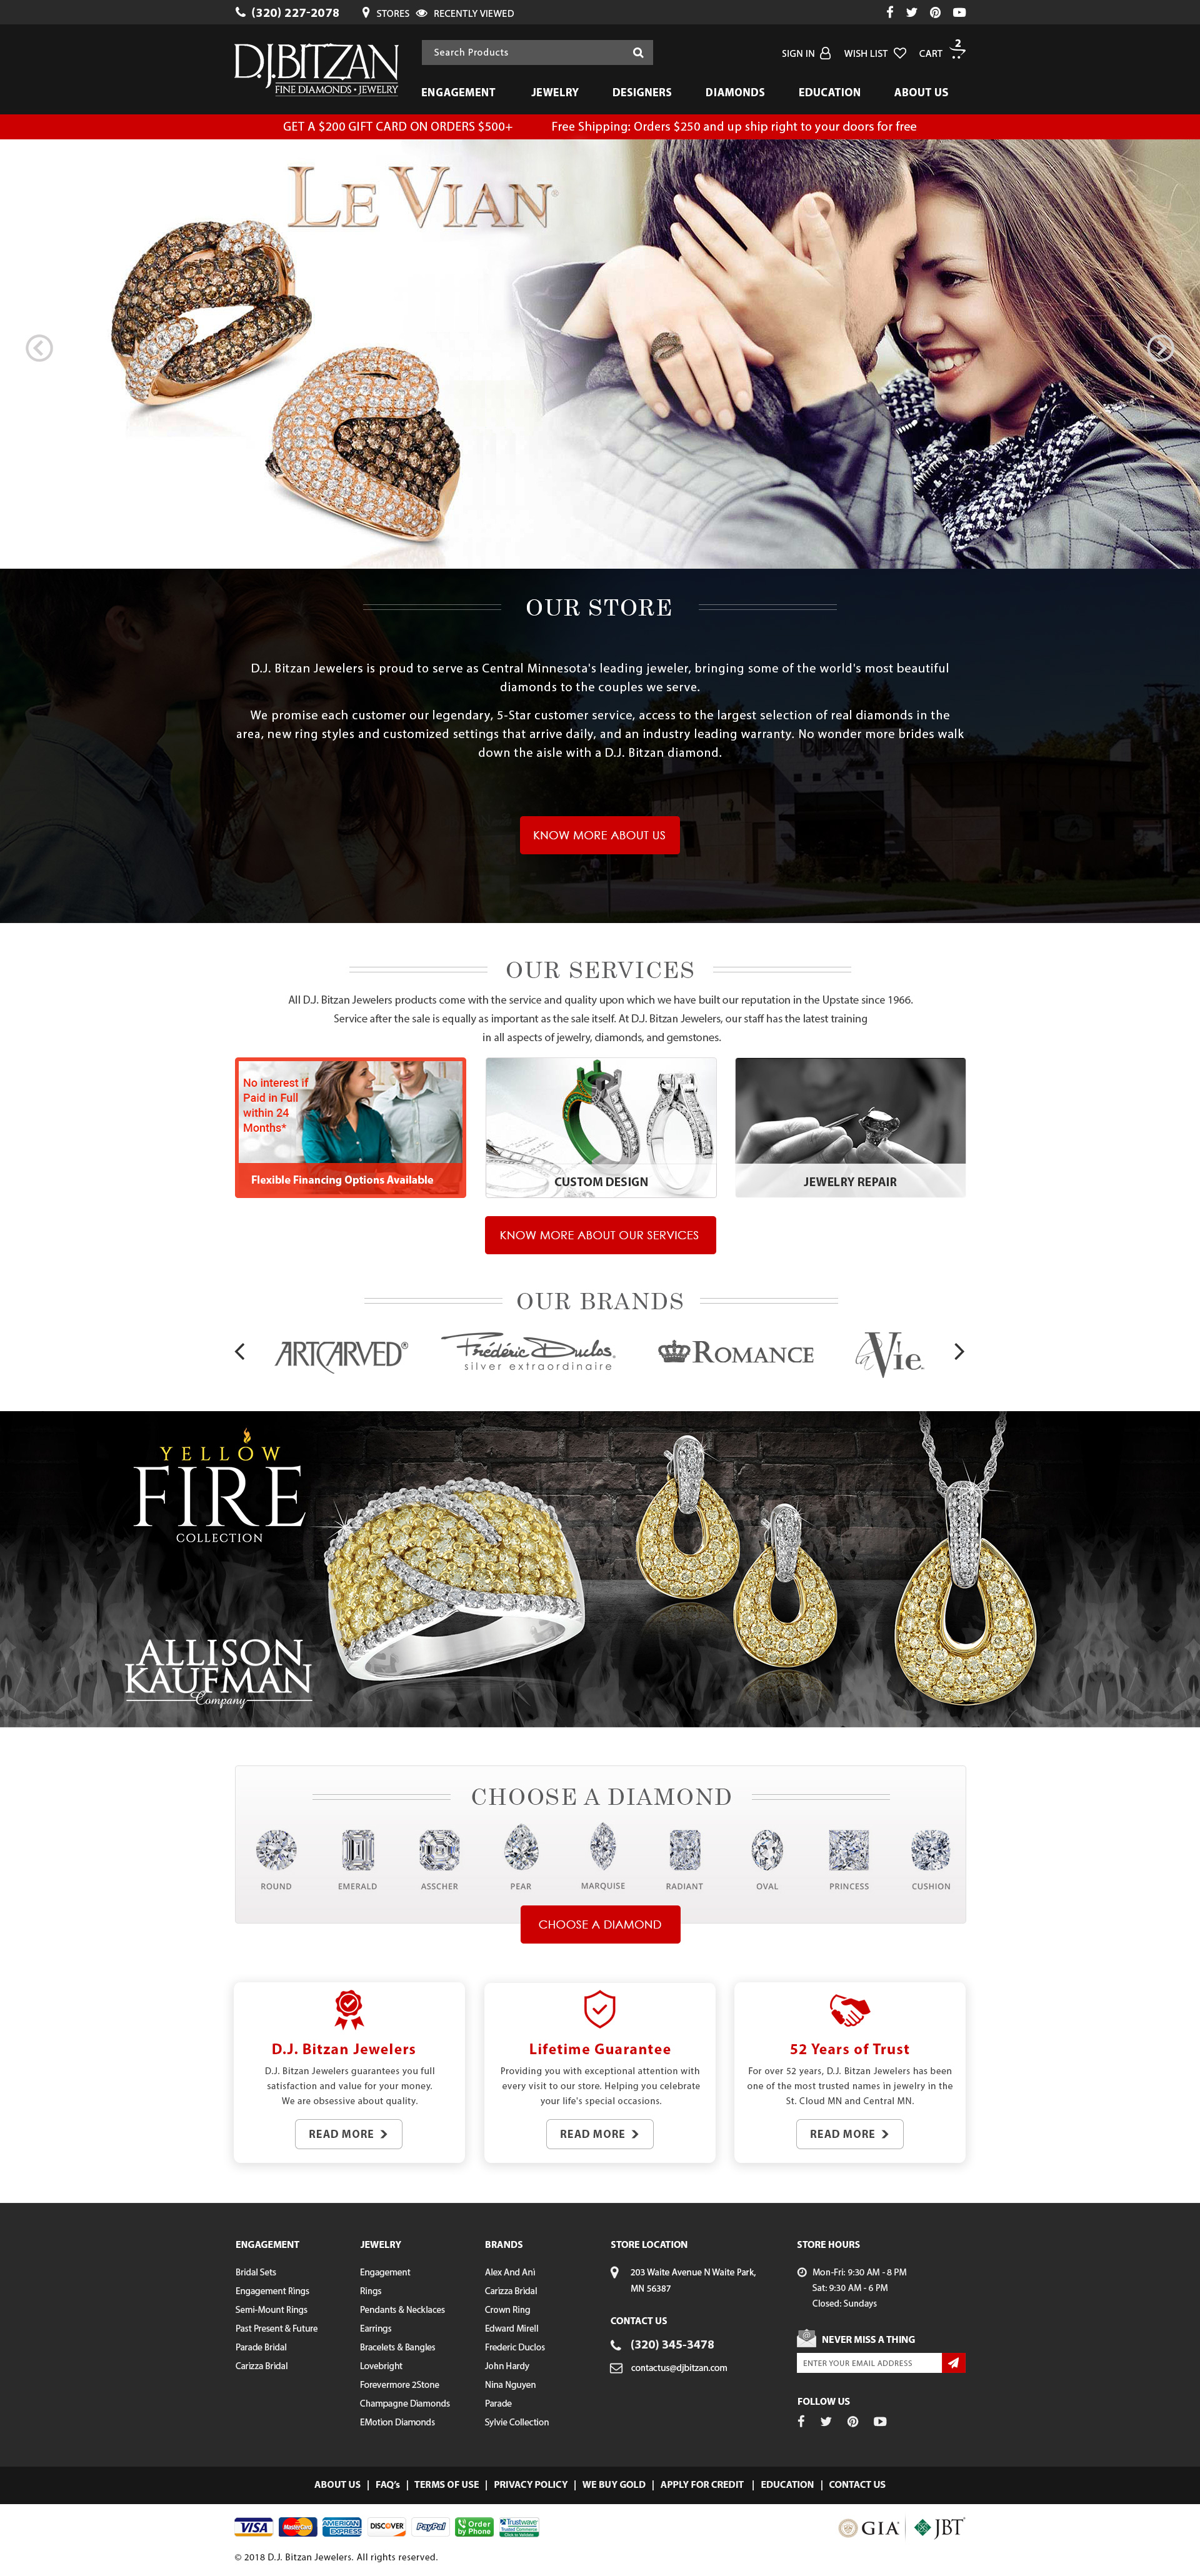 (320) 227-2078 STORES RECENTLY VIEWED
D.J.BITZAN
FINE DIAMONDS • JEWELRY
Search Products
SIGN IN WISH LIST CART 2
ENGAGEMENT JEWELRY DESIGNERS DIAMONDS EDUCATION ABOUT US
GET A $200 GIFT CARD ON ORDERS $500+ Free Shipping: Orders $250 and up ship right to your doors for free
LE VIAN®
OUR STORE
D.J. Bitzan Jewelers is proud to serve as Central Minnesota's leading jeweler, bringing some of the world's most beautiful
diamonds to the couples we serve.
We promise each customer our legendary, 5-Star customer service, access to the largest selection of real diamonds in the
area, new ring styles and customized settings that arrive daily, and an industry leading warranty. No wonder more brides walk
down the aisle with a D.J. Bitzan diamond.
KNOW MORE ABOUT US
OUR SERVICES
All D.J. Bitzan Jewelers products come with the service and quality upon which we have built our reputation in the Upstate since 1966.
Service after the sale is equally as important as the sale itself. At D.J. Bitzan Jewelers, our staff has the latest training
in all aspects of jewelry, diamonds, and gemstones.
No interest if
Paid in Full
within 24
Months*
Flexible Financing Options Available
CUSTOM DESIGN
JEWELRY REPAIR
KNOW MORE ABOUT OUR SERVICES
OUR BRANDS
ARTCARVED®
Frédéric Duclos.
silver extraordinaire
ROMANCE
la Vie
YELLOW
FIRE
COLLECTION
ALLISON
KAUFMAN
Company
CHOOSE A DIAMOND
ROUND EMERALD ASSCHER PEAR MARQUISE RADIANT OVAL PRINCESS CUSHION
CHOOSE A DIAMOND
D.J. Bitzan Jewelers
D.J. Bitzan Jewelers guarantees you full
satisfaction and value for your money.
We are obsessive about quality.
READ MORE
Lifetime Guarantee
Providing you with exceptional attention with
every visit to our store. Helping you celebrate
your life's special occasions.
READ MORE
52 Years of Trust
For over 52 years, D.J. Bitzan Jewelers has been
one of the most trusted names in jewelry in the
St. Cloud MN and Central MN.
READ MORE
ENGAGEMENT
Bridal Sets
Engagement Rings
Semi-Mount Rings
Past Present & Future
Parade Bridal
Carizza Bridal
JEWELRY
Engagement
Rings
Pendants & Necklaces
Earrings
Bracelets & Bangles
Lovebright
Forevermore 2Stone
Champagne Diamonds
EMotion Diamonds
BRANDS
Alex And Ani
Carizza Bridal
Crown Ring
Edward Mirell
Frederic Duclos
John Hardy
Nina Nguyen
Parade
Sylvie Collection
STORE LOCATION
203 Waite Avenue N Waite Park,
MN 56387
CONTACT US
(320) 345-3478
contactus@djbitzan.com
STORE HOURS
Mon-Fri: 9:30 AM - 8 PM
Sat: 9:30 AM - 6 PM
Closed: Sundays
NEVER MISS A THING
ENTER YOUR EMAIL ADDRESS
FOLLOW US
ABOUT US | FAQ's | TERMS OF USE | PRIVACY POLICY | WE BUY GOLD | APPLY FOR CREDIT | EDUCATION | CONTACT US
VISA MasterCard AMERICAN EXPRESS DISCOVER PayPal Order by Phone Trustwave Trusted Commerce Click to Validate
GIA JBT
© 2018 D.J. Bitzan Jewelers. All rights reserved.